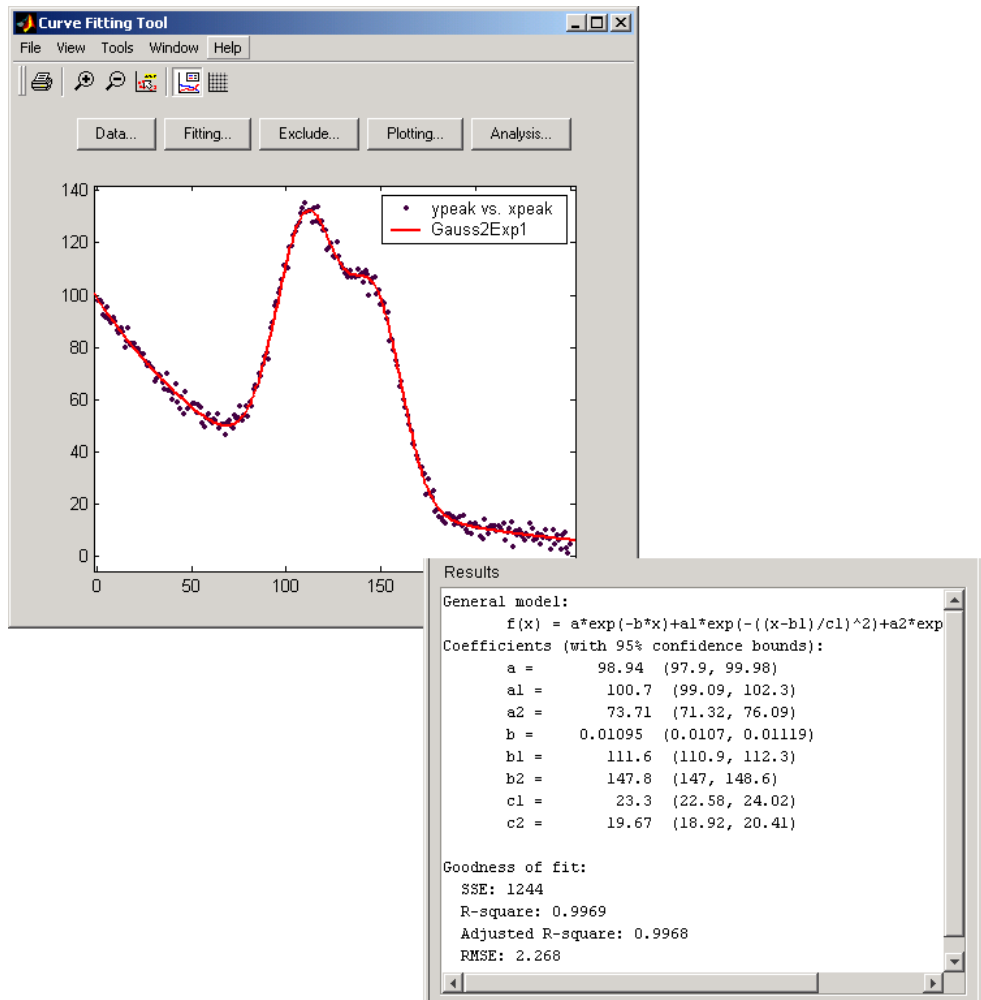 Curve Fitting Tool
File View Tools Window Help
Data... Fitting... Exclude... Plotting... Analysis...
140
120
100
80
60
40
20
0
0 50 100 150
ypeak vs. xpeak
Gauss2Exp1
Results
General model:
f(x) = a*exp(-b*x)+a1*exp(-((x-b1)/c1)^2)+a2*exp
Coefficients (with 95% confidence bounds):
a = 98.94 (97.9, 99.98)
a1 = 100.7 (99.09, 102.3)
a2 = 73.71 (71.32, 76.09)
b = 0.01095 (0.0107, 0.01119)
b1 = 111.6 (110.9, 112.3)
b2 = 147.8 (147, 148.6)
c1 = 23.3 (22.58, 24.02)
c2 = 19.67 (18.92, 20.41)
Goodness of fit:
SSE: 1244
R-square: 0.9969
Adjusted R-square: 0.9968
RMSE: 2.268